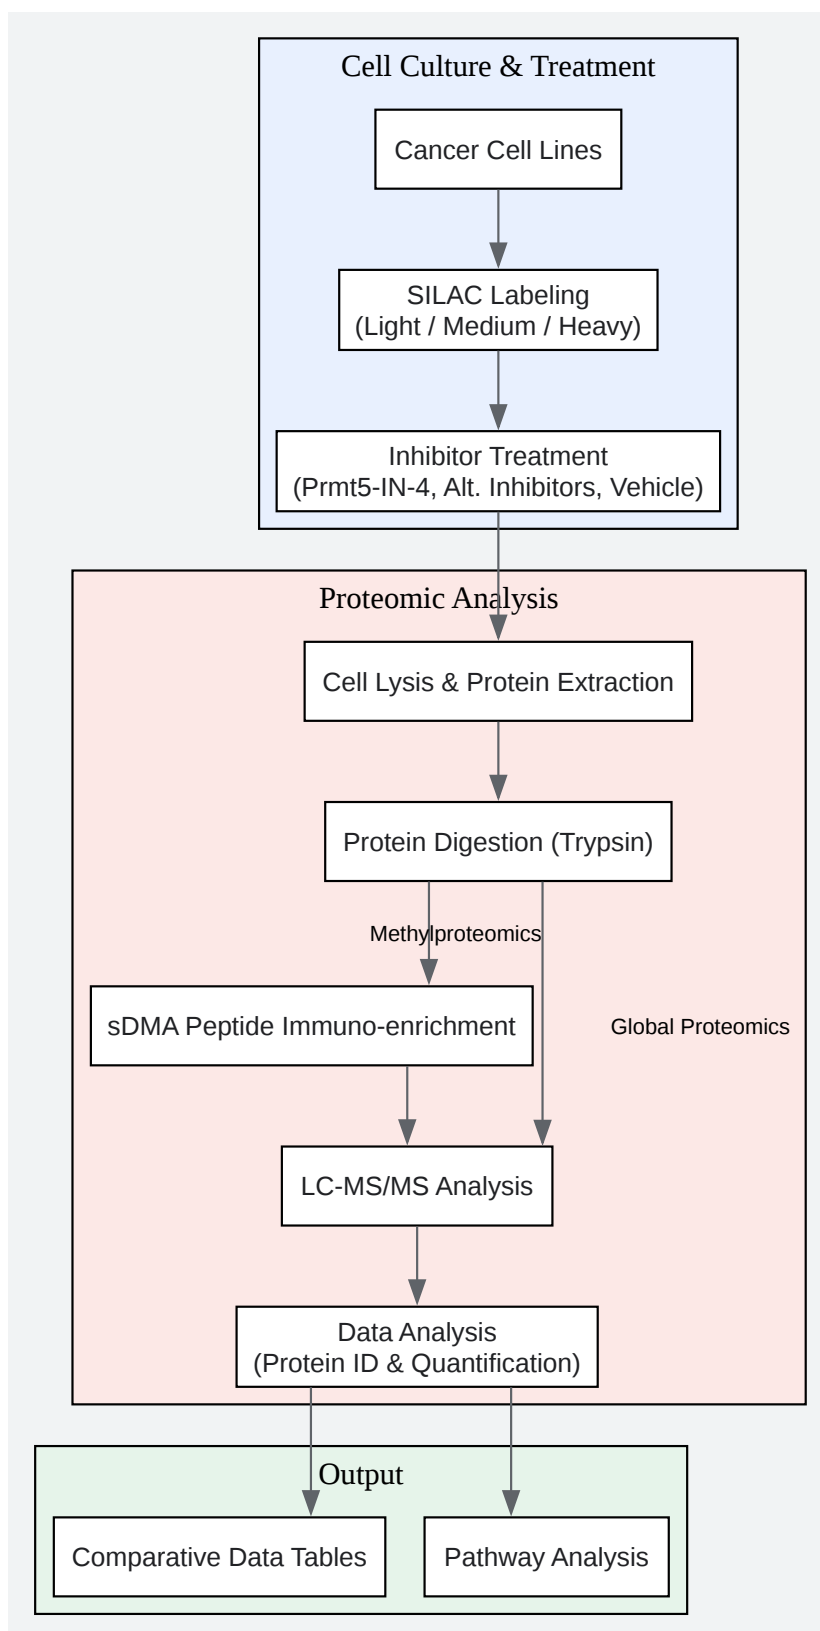 Cell Culture & Treatment
Cancer Cell Lines
SILAC Labeling
(Light / Medium / Heavy)
Inhibitor Treatment
(Prmt5-IN-4, Alt. Inhibitors, Vehicle)
Proteomic Analysis
Cell Lysis & Protein Extraction
Protein Digestion (Trypsin)
Methylproteomics
sDMA Peptide Immuno-enrichment
Global Proteomics
LC-MS/MS Analysis
Data Analysis
(Protein ID & Quantification)
Output
Comparative Data Tables
Pathway Analysis